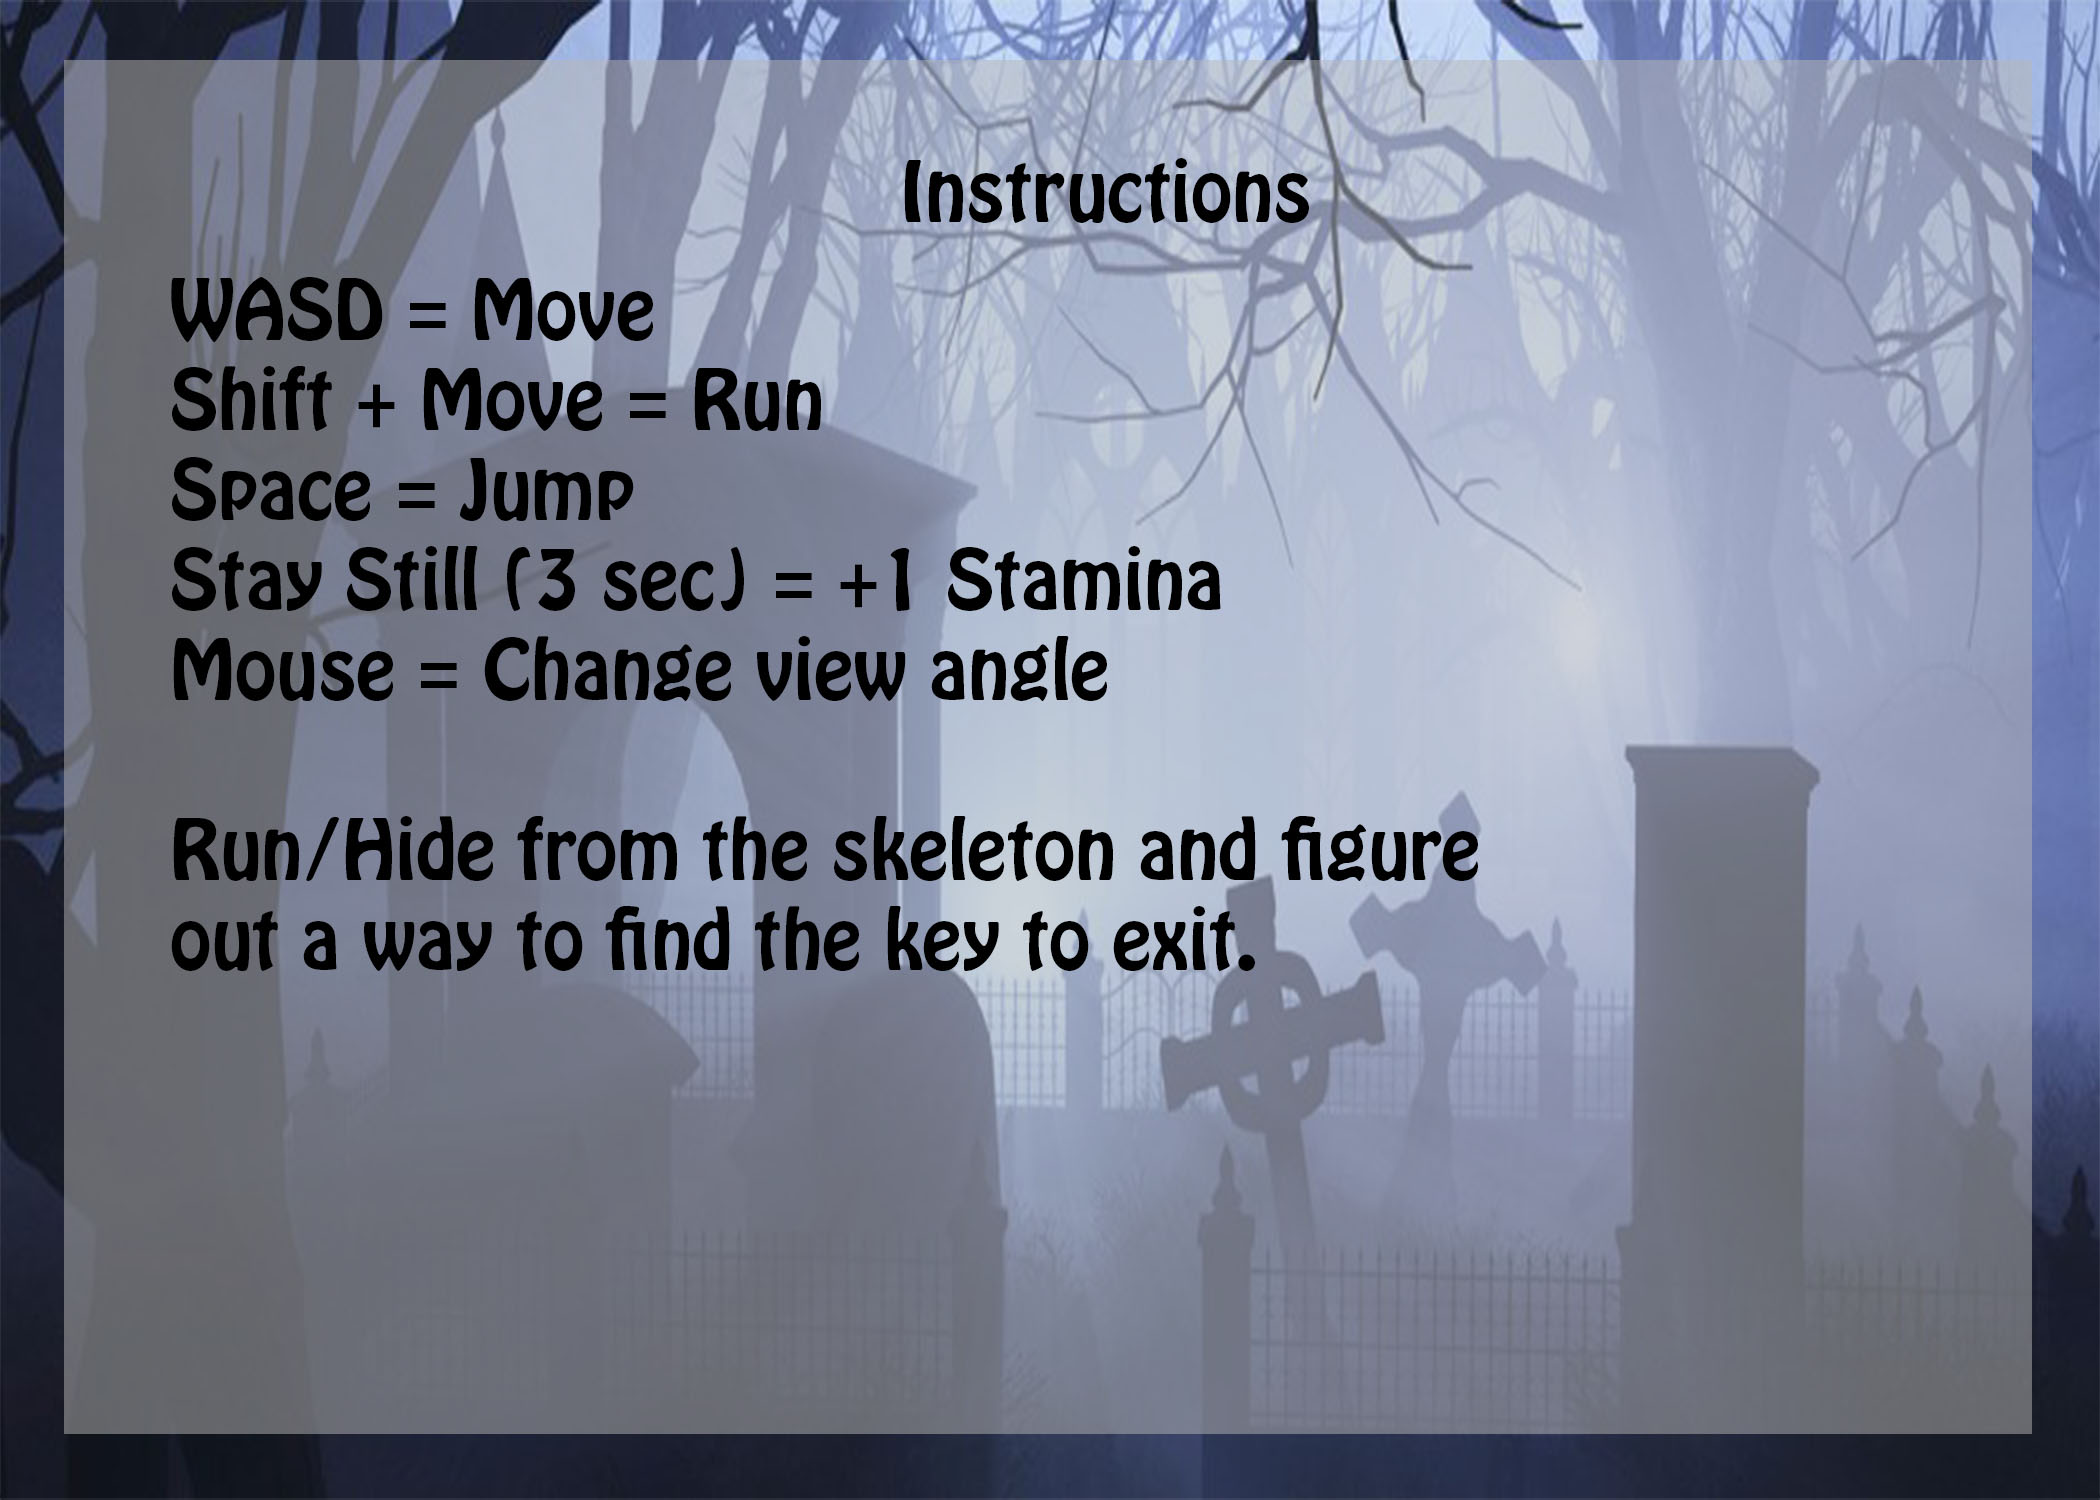 Instructions
WASD = Move
Shift + Move = Run
Space = Jump
Stay Still (3 sec) = +1 Stamina
Mouse = Change view angle
Run/Hide from the skeleton and figure
out a way to find the key to exit.